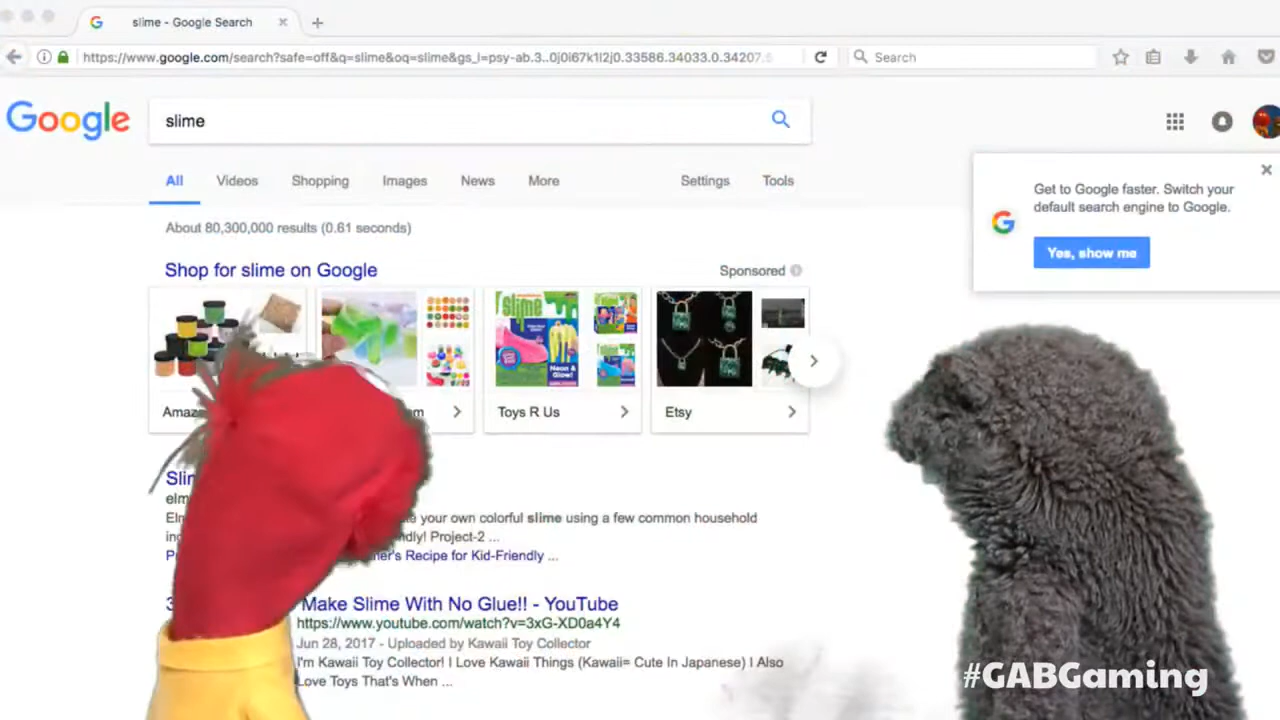 slime - Google Search
https://www.google.com/search?safe=off&q=slime&oq=slime&gs_l=psy-ab.3..0j0i67k1l2j0.33586.34033.0.34207.5
Search
Google
slime
All Videos Shopping Images News More Settings Tools
Get to Google faster. Switch your
default search engine to Google.
Yes, show me
About 80,300,000 results (0.61 seconds)
Shop for slime on Google
Sponsored
slime
Neon & Glow!
Toys R Us
Etsy
your own colorful slime using a few common household
Project-2 ...
Recipe for Kid-Friendly ...
Make Slime With No Glue!! - YouTube
https://www.youtube.com/watch?v=3xG-XD0a4Y4
Jun 28, 2017 - Uploaded by Kawaii Toy Collector
I'm Kawaii Toy Collector! I Love Kawaii Things (Kawaii= Cute In Japanese) I Also
Love Toys That's When ...
#GABGaming